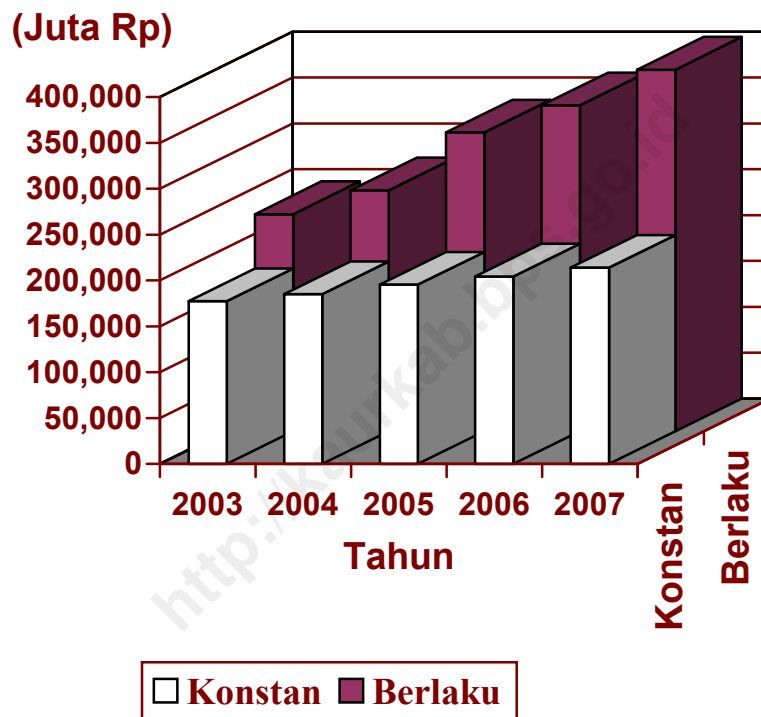 (Juta Rp)
400,000
350,000
300,000
250,000
200,000
150,000
100,000
50,000
0
2003 2004 2005 2006 2007
Tahun
Konstan
Berlaku
Konstan Berlaku
http://kaurkab.bps.go.id